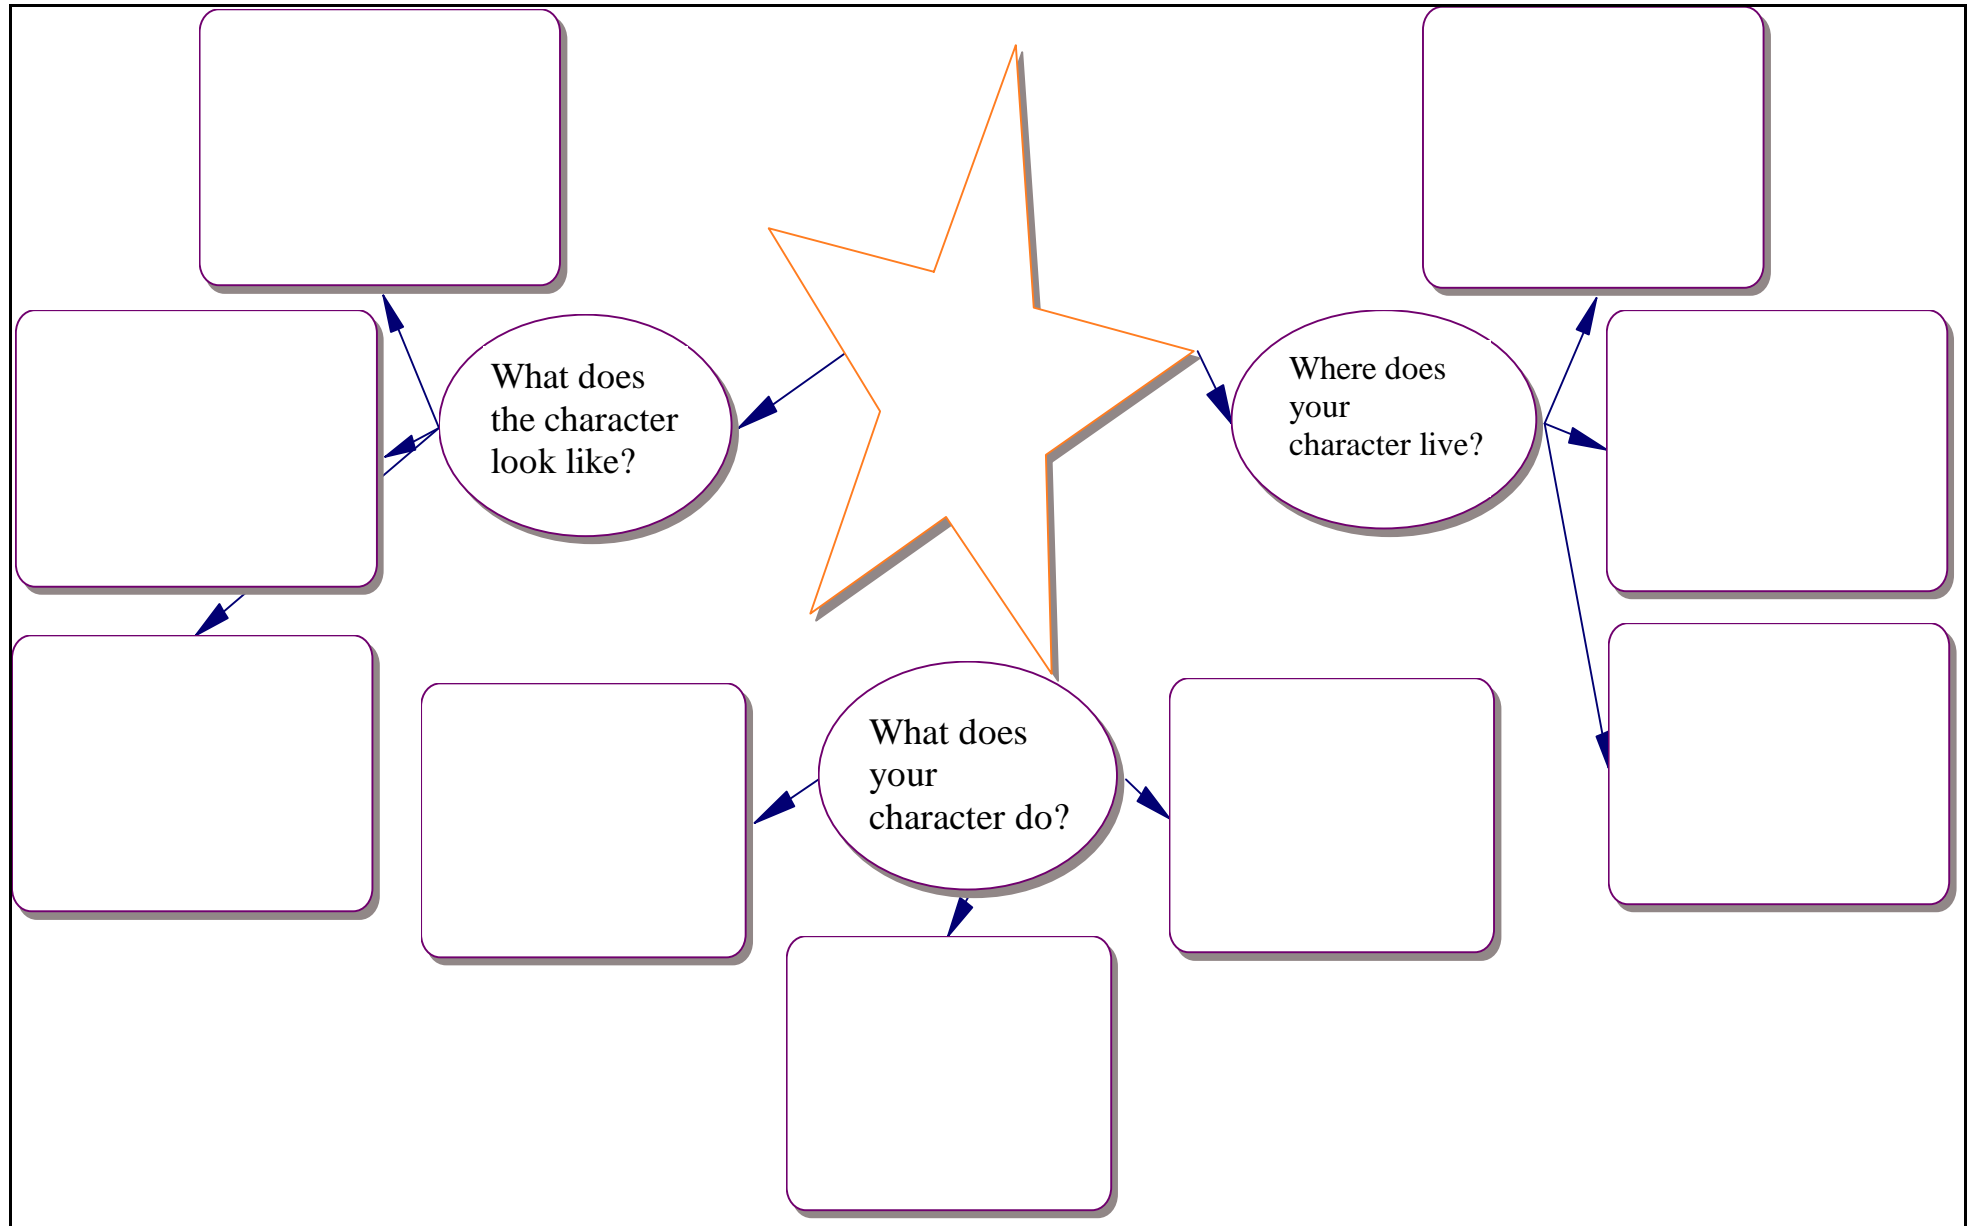 What does
the character
look like?
Where does
your
character live?
What does
your
character do?